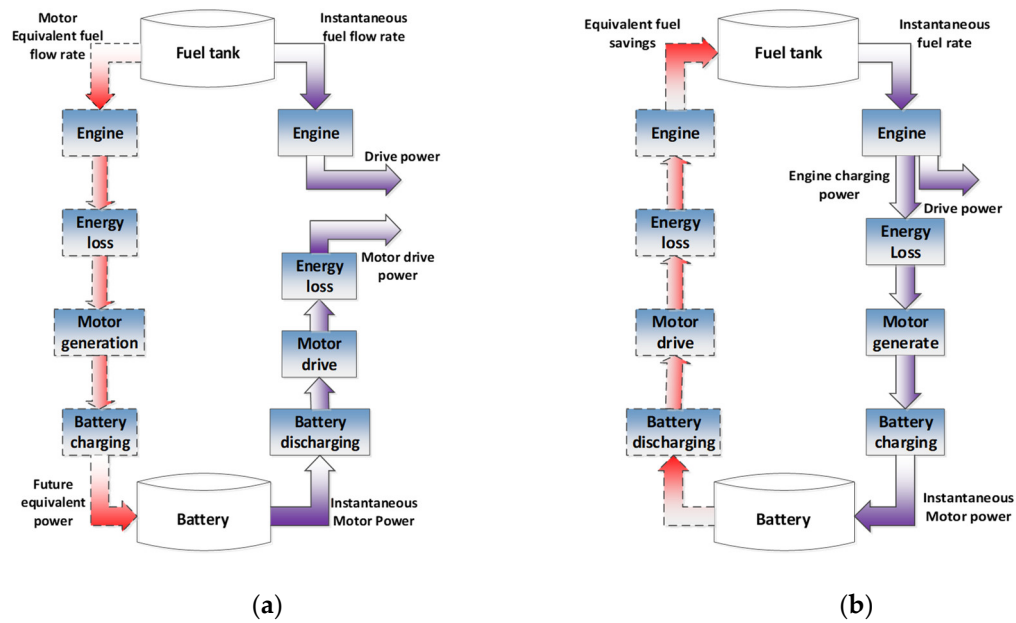 Motor
Equivalent fuel
flow rate
Fuel tank
Instantaneous
fuel flow rate
Engine
Engine
Drive power
Energy
loss
Energy
loss
Motor drive
power
Motor
generation
Motor
drive
Battery
charging
Battery
discharging
Future
equivalent
power
Battery
Instantaneous
Motor Power
(a)
Equivalent fuel
savings
Fuel tank
Instantaneous
fuel rate
Engine
Engine
Engine charging
power
Drive power
Energy
loss
Energy
Loss
Motor
drive
Motor
generate
Battery
discharging
Battery
charging
Battery
Instantaneous
Motor power
(b)